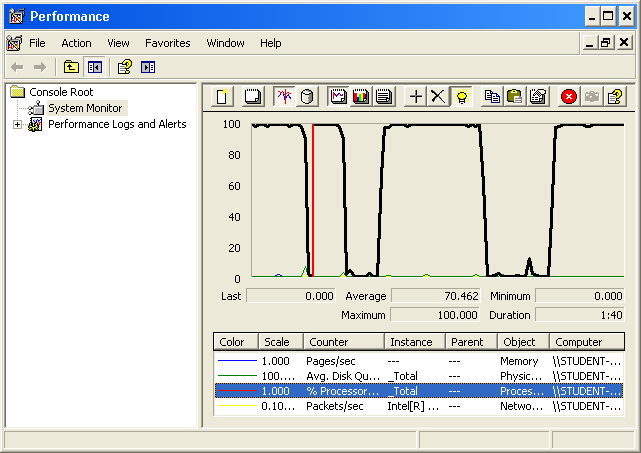 Performance
File Action View Favorites Window Help
Console Root
System Monitor
Performance Logs and Alerts
100
80
60
40
20
0
Last 0.000 Average 70.462 Minimum 0.000
Maximum 100.000 Duration 1:40
Color Scale Counter Instance Parent Object Computer
1.000 Pages/sec --- --- Memory \\STUDENT-...
100.... Avg. Disk Qu... _Total --- Physic... \\STUDENT-...
1.000 % Processor... _Total --- Proces... \\STUDENT-...
0.10... Packets/sec Intel[R] ... --- Netwo... \\STUDENT-...